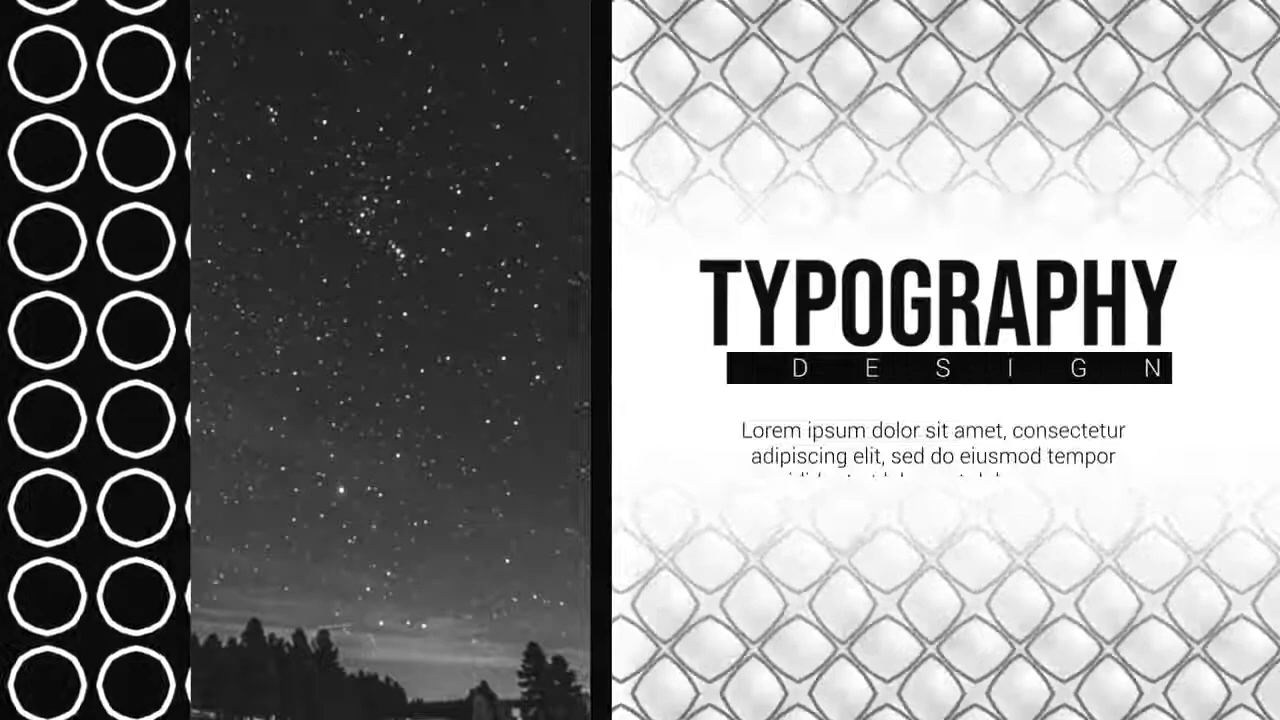 TYPOGRAPHY
DESIGN
Lorem ipsum dolor sit amet, consectetur
adipiscing elit, sed do eiusmod tempor